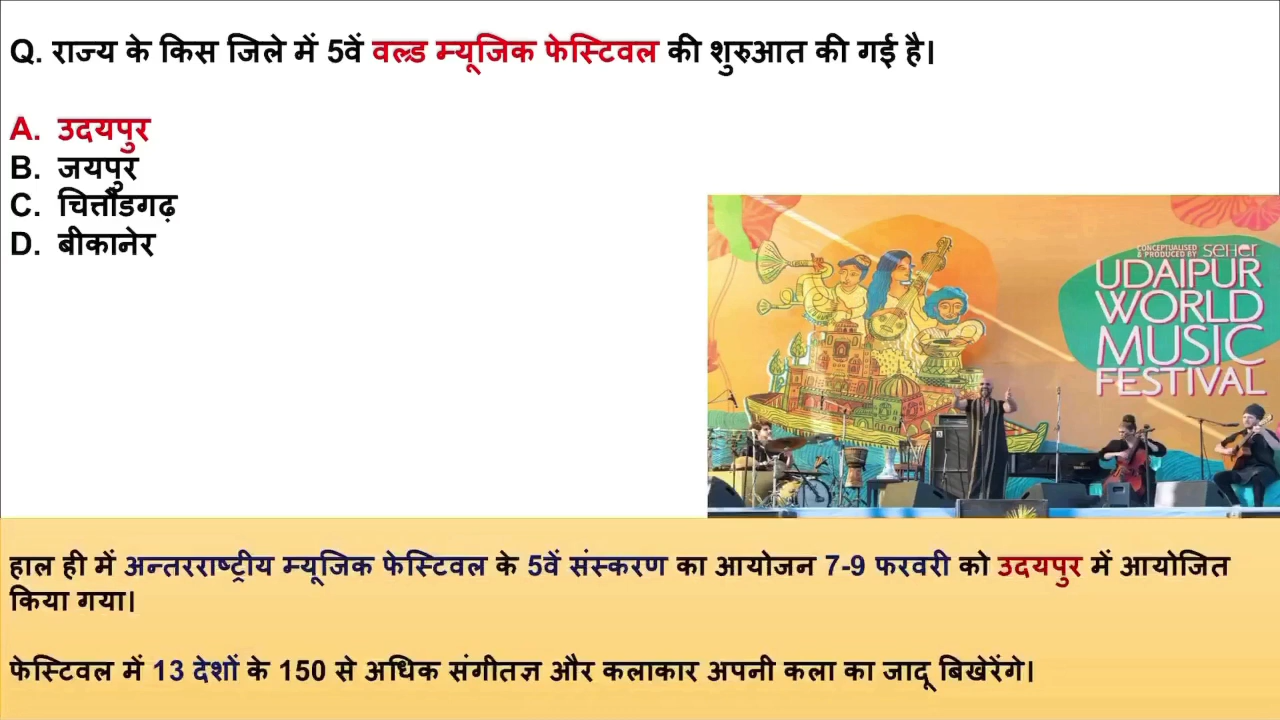 Q. राज्य के किस जिले में 5वें वल्र्ड म्यूजिक फेस्टिवल की शुरुआत की गई है।
A. उदयपुर
B. जयपुर
C. चित्तौडगढ़
D. बीकानेर
CONCEPTUALISED & PRODUCED BY SEHER
UDAIPUR
WORLD
MUSIC
FESTIVAL
हाल ही में अन्तरराष्ट्रीय म्यूजिक फेस्टिवल के 5वें संस्करण का आयोजन 7-9 फरवरी को उदयपुर में आयोजित
किया गया।
फेस्टिवल में 13 देशों के 150 से अधिक संगीतज्ञ और कलाकार अपनी कला का जादू बिखेरेंगे।